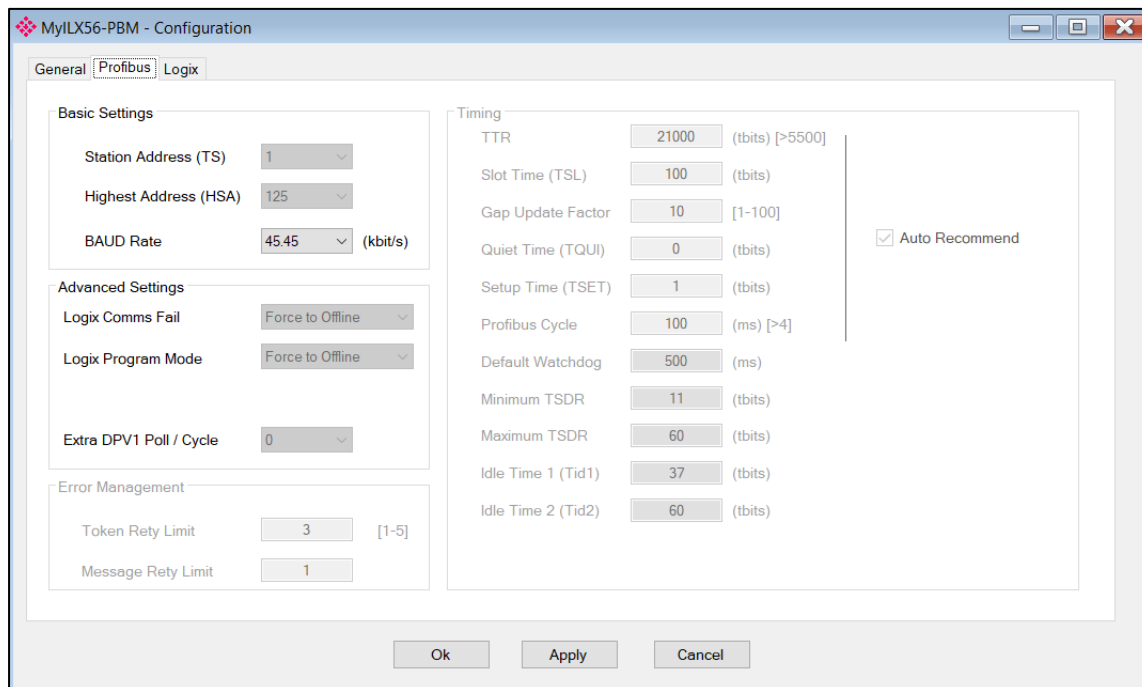 MyILX56-PBM - Configuration
General Profibus Logix
Basic Settings
Station Address (TS) 1
Highest Address (HSA) 125
BAUD Rate 45.45 (kbit/s)
Advanced Settings
Logix Comms Fail Force to Offline
Logix Program Mode Force to Offline
Extra DPV1 Poll / Cycle 0
Error Management
Token Rety Limit 3 [1-5]
Message Rety Limit 1
Timing
TTR 21000 (tbits) [>5500]
Slot Time (TSL) 100 (tbits)
Gap Update Factor 10 [1-100]
Quiet Time (TQUI) 0 (tbits)
Setup Time (TSET) 1 (tbits)
Profibus Cycle 100 (ms) [>4]
Default Watchdog 500 (ms)
Minimum TSDR 11 (tbits)
Maximum TSDR 60 (tbits)
Idle Time 1 (Tid1) 37 (tbits)
Idle Time 2 (Tid2) 60 (tbits)
Auto Recommend
Ok Apply Cancel